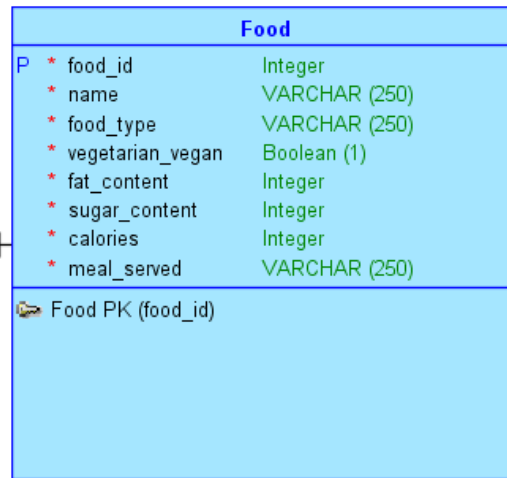 Food
P * food_id Integer
* name VARCHAR (250)
* food_type VARCHAR (250)
* vegetarian_vegan Boolean (1)
* fat_content Integer
* sugar_content Integer
* calories Integer
* meal_served VARCHAR (250)
Food PK (food_id)